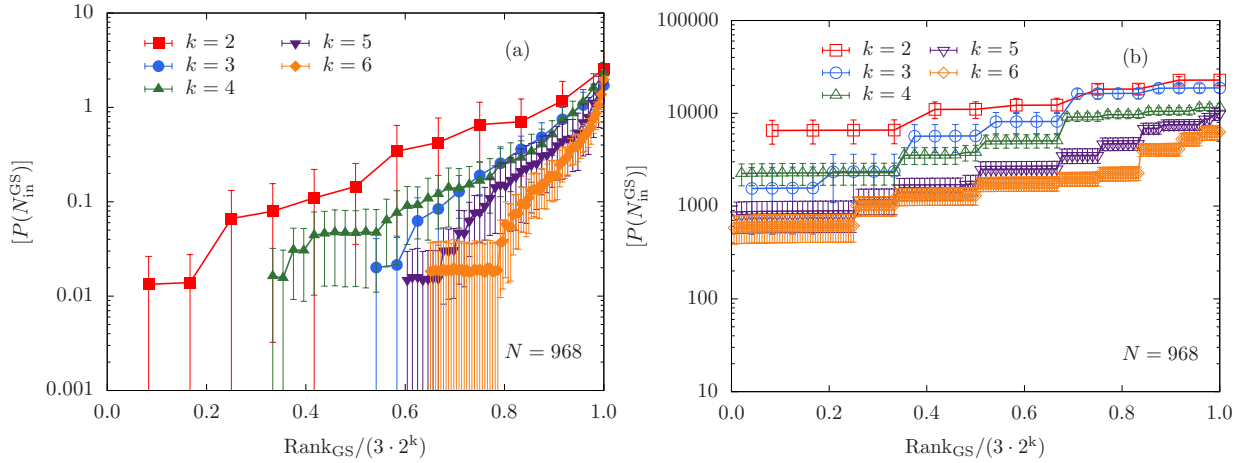 10
1
0.1
0.01
0.001
[P(N_in^GS)]
k = 2
k = 3
k = 4
k = 5
k = 6
(a)
N = 968
0.0 0.2 0.4 0.6 0.8 1.0
Rank_GS/(3 · 2^k)
100000
10000
1000
100
10
[P(N_in^GS)]
k = 2
k = 3
k = 4
k = 5
k = 6
(b)
N = 968
0.0 0.2 0.4 0.6 0.8 1.0
Rank_GS/(3 · 2^k)